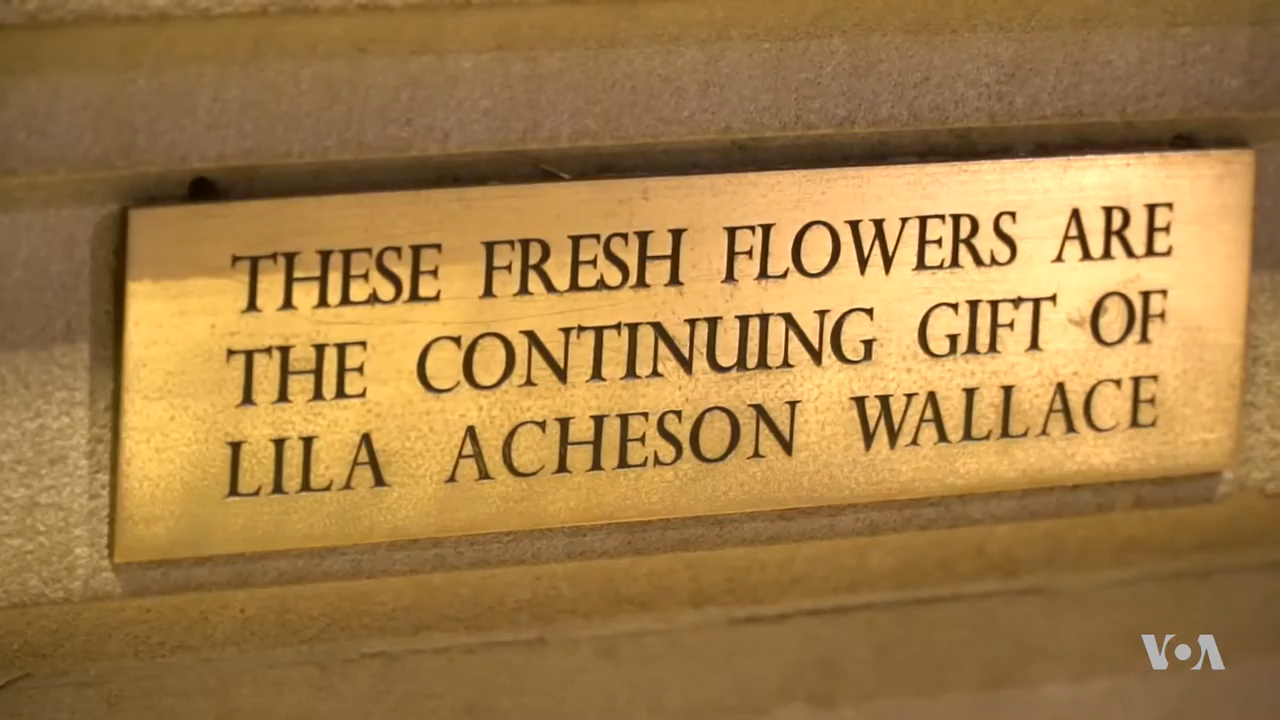 THESE FRESH FLOWERS ARE
THE CONTINUING GIFT OF
LILA ACHESON WALLACE
VOA